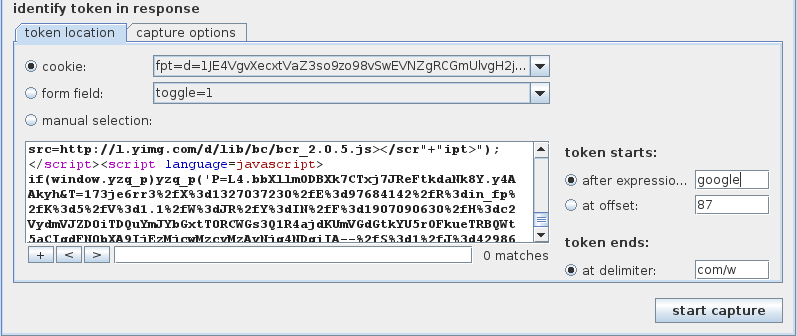 identify token in response
token location
capture options
cookie:
fpt=d=1JE4VgvXecxtVaZ3so9zo98vSwEVNZgRCGmUlvgH2j...
form field:
toggle=1
manual selection:
src=http://l.yimg.com/d/lib/bc/bcr_2.0.5.js></scr"+"ipt>");
</script><script language=javascript>
if(window.yzq_p)yzq_p('P=L4.bbXllm0DBXk7CTxj7JReFtkdaNk8Y.y4A
Akyh&T=173je6rr3%2fX%3d1327037230%2fE%3d97684142%2fR%3din_fp%
2fK%3d5%2fV%3d1.1%2fW%3dJR%2fY%3dIN%2fF%3d1907090630%2fH%3dc2
VydmVJZD0iTDQuYmJYbGxtT0RCWGs3Q1R4ajdKUmVGdGtkYU5rOFkueTRBQWt
+
<
>
0 matches
token starts:
after expressio...
google
at offset:
87
token ends:
at delimiter:
com/w
start capture